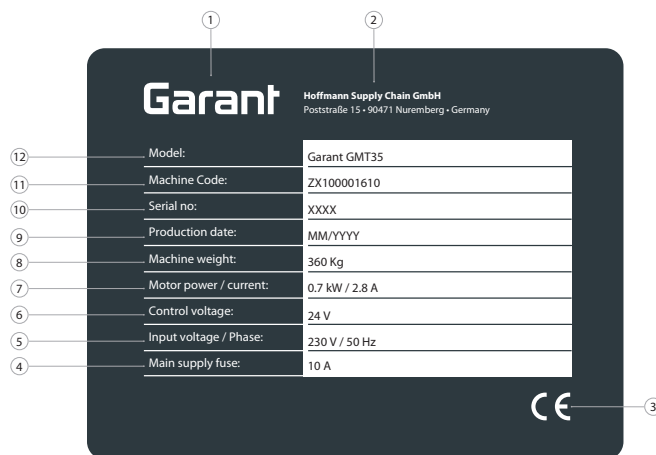 1 2
Garant
Hoffmann Supply Chain GmbH
Poststraße 15 • 90471 Nuremberg • Germany
12 Model: Garant GMT35
11 Machine Code: ZX100001610
10 Serial no: XXXX
9 Production date: MM/YYYY
8 Machine weight: 360 Kg
7 Motor power / current: 0.7 kW / 2.8 A
6 Control voltage: 24 V
5 Input voltage / Phase: 230 V / 50 Hz
4 Main supply fuse: 10 A
CE 3